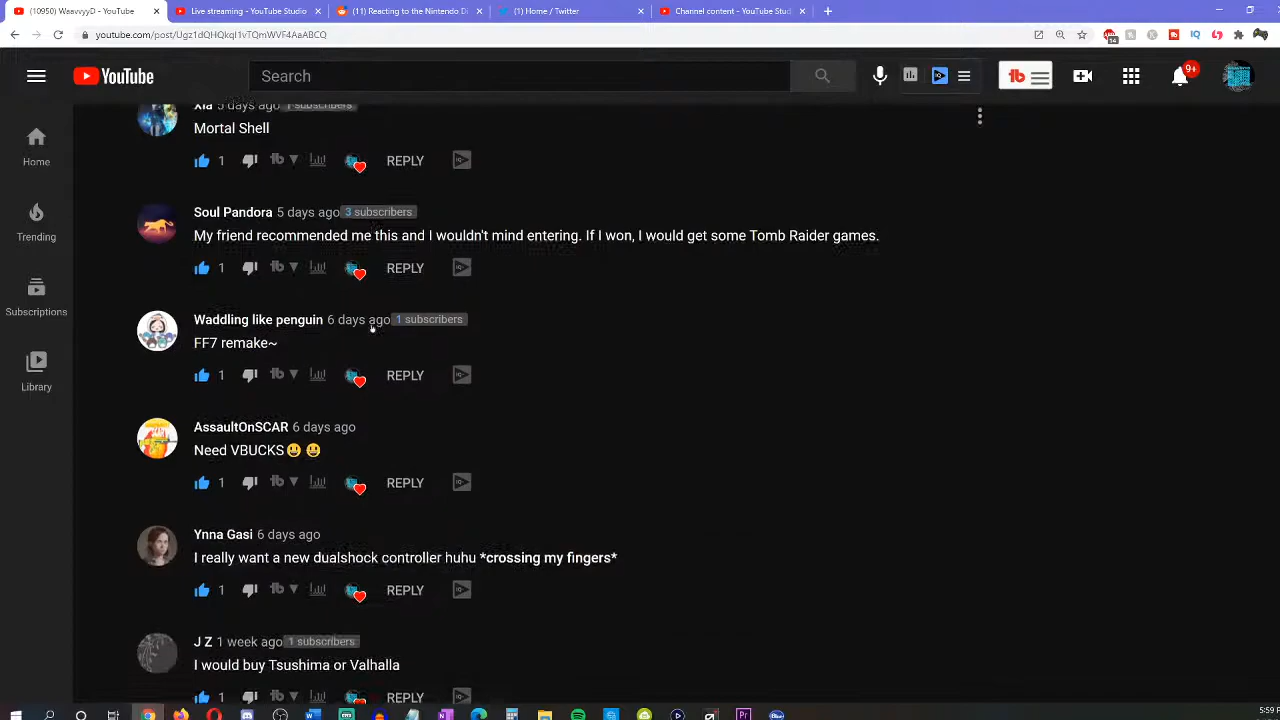 (10950) WaavvyyD - YouTube
Live streaming - YouTube Studio
(11) Reacting to the Nintendo Di
(1) Home / Twitter
Channel content - YouTube Stud
youtube.com/post/Ugz1dQHQkqI1vTQmWVF4AaABCQ
14
YouTube
Search
9+
Home
Trending
Subscriptions
Library
Xia 5 days ago 1 subscribers
Mortal Shell
1 REPLY
Soul Pandora 5 days ago 3 subscribers
My friend recommended me this and I wouldn't mind entering. If I won, I would get some Tomb Raider games.
1 REPLY
Waddling like penguin 6 days ago 1 subscribers
FF7 remake~
1 REPLY
AssaultOnSCAR 6 days ago
Need VBUCKS😃 😃
1 REPLY
Ynna Gasi 6 days ago
I really want a new dualshock controller huhu *crossing my fingers*
1 REPLY
J Z 1 week ago 1 subscribers
I would buy Tsushima or Valhalla
1 REPLY
5:59